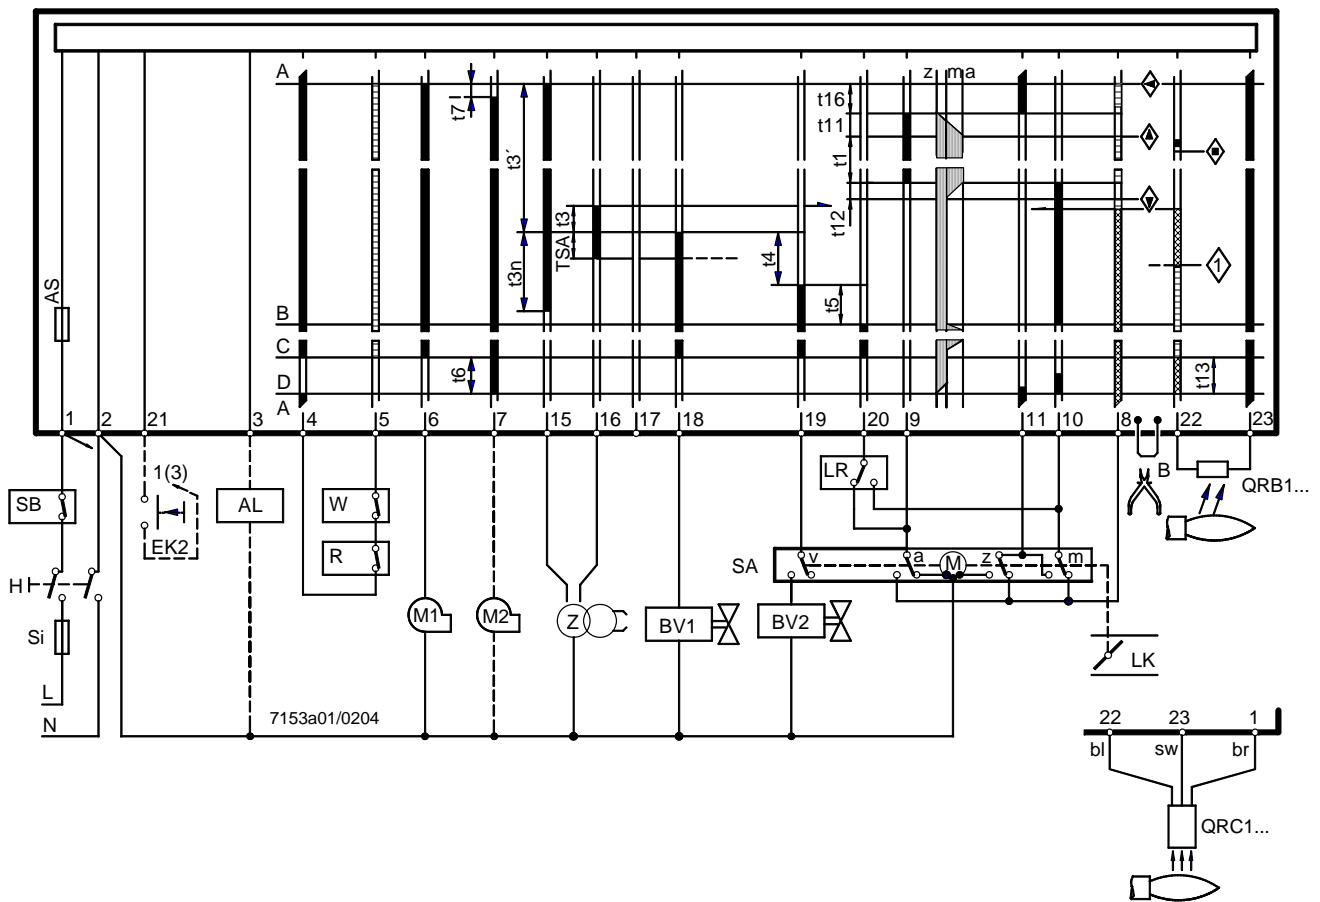 A
z m a
t7
t16
t11
t3´
t1
t3
t12
TSA
t3n
t4
1
AS
t5
B
C
t6
t13
D
A
1 2 21 3 4 5 6 7 15 16 17 18 19 20 9 11 10 8 22 23
1(3)
LR
B
QRB1...
SB
AL
W
EK2
R
v a M z m
SA
H
M1 M2 Z BV1 BV2
Si
LK
L
7153a01/0204
N
22 23 1
bl sw br
QRC1...